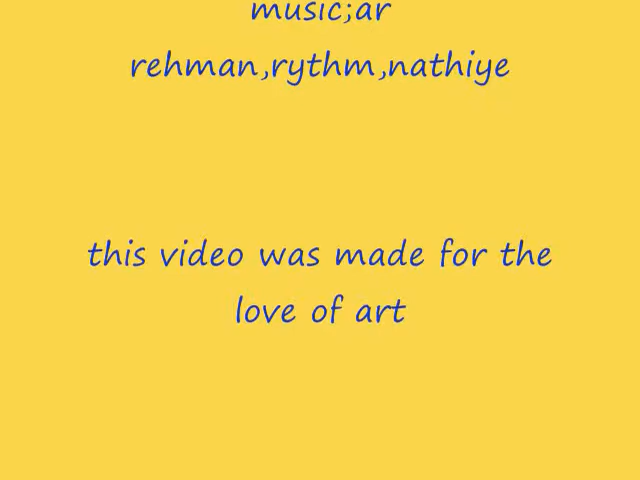 music;ar
rehman,rythm,nathiye
this video was made for the
love of art